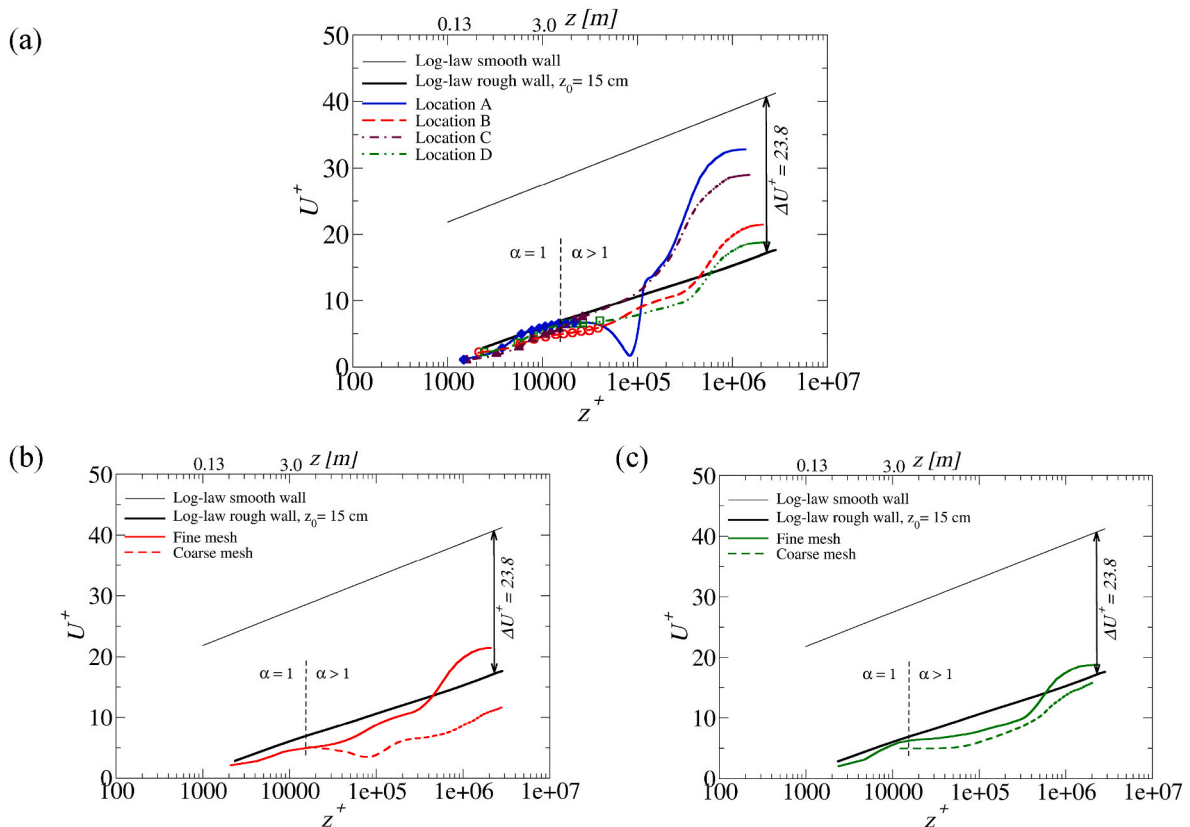 (a)
0.13 3.0 z [m]
50
Log-law smooth wall
Log-law rough wall, z₀= 15 cm
40
Location A
Location B
Location C
Location D
30
U⁺
ΔU⁺ = 23.8
20
α = 1 α > 1
10
0
100 1000 10000 1e+05 1e+06 1e+07
z⁺
(b)
0.13 3.0 z [m]
50
Log-law smooth wall
Log-law rough wall, z₀= 15 cm
Fine mesh
40
Coarse mesh
30
U⁺
ΔU⁺ = 23.8
20
α = 1 α > 1
10
0
100 1000 10000 1e+05 1e+06 1e+07
z⁺
(c)
0.13 3.0 z [m]
50
Log-law smooth wall
Log-law rough wall, z₀= 15 cm
Fine mesh
40
Coarse mesh
30
U⁺
ΔU⁺ = 23.8
20
α = 1 α > 1
10
0
100 1000 10000 1e+05 1e+06 1e+07
z⁺